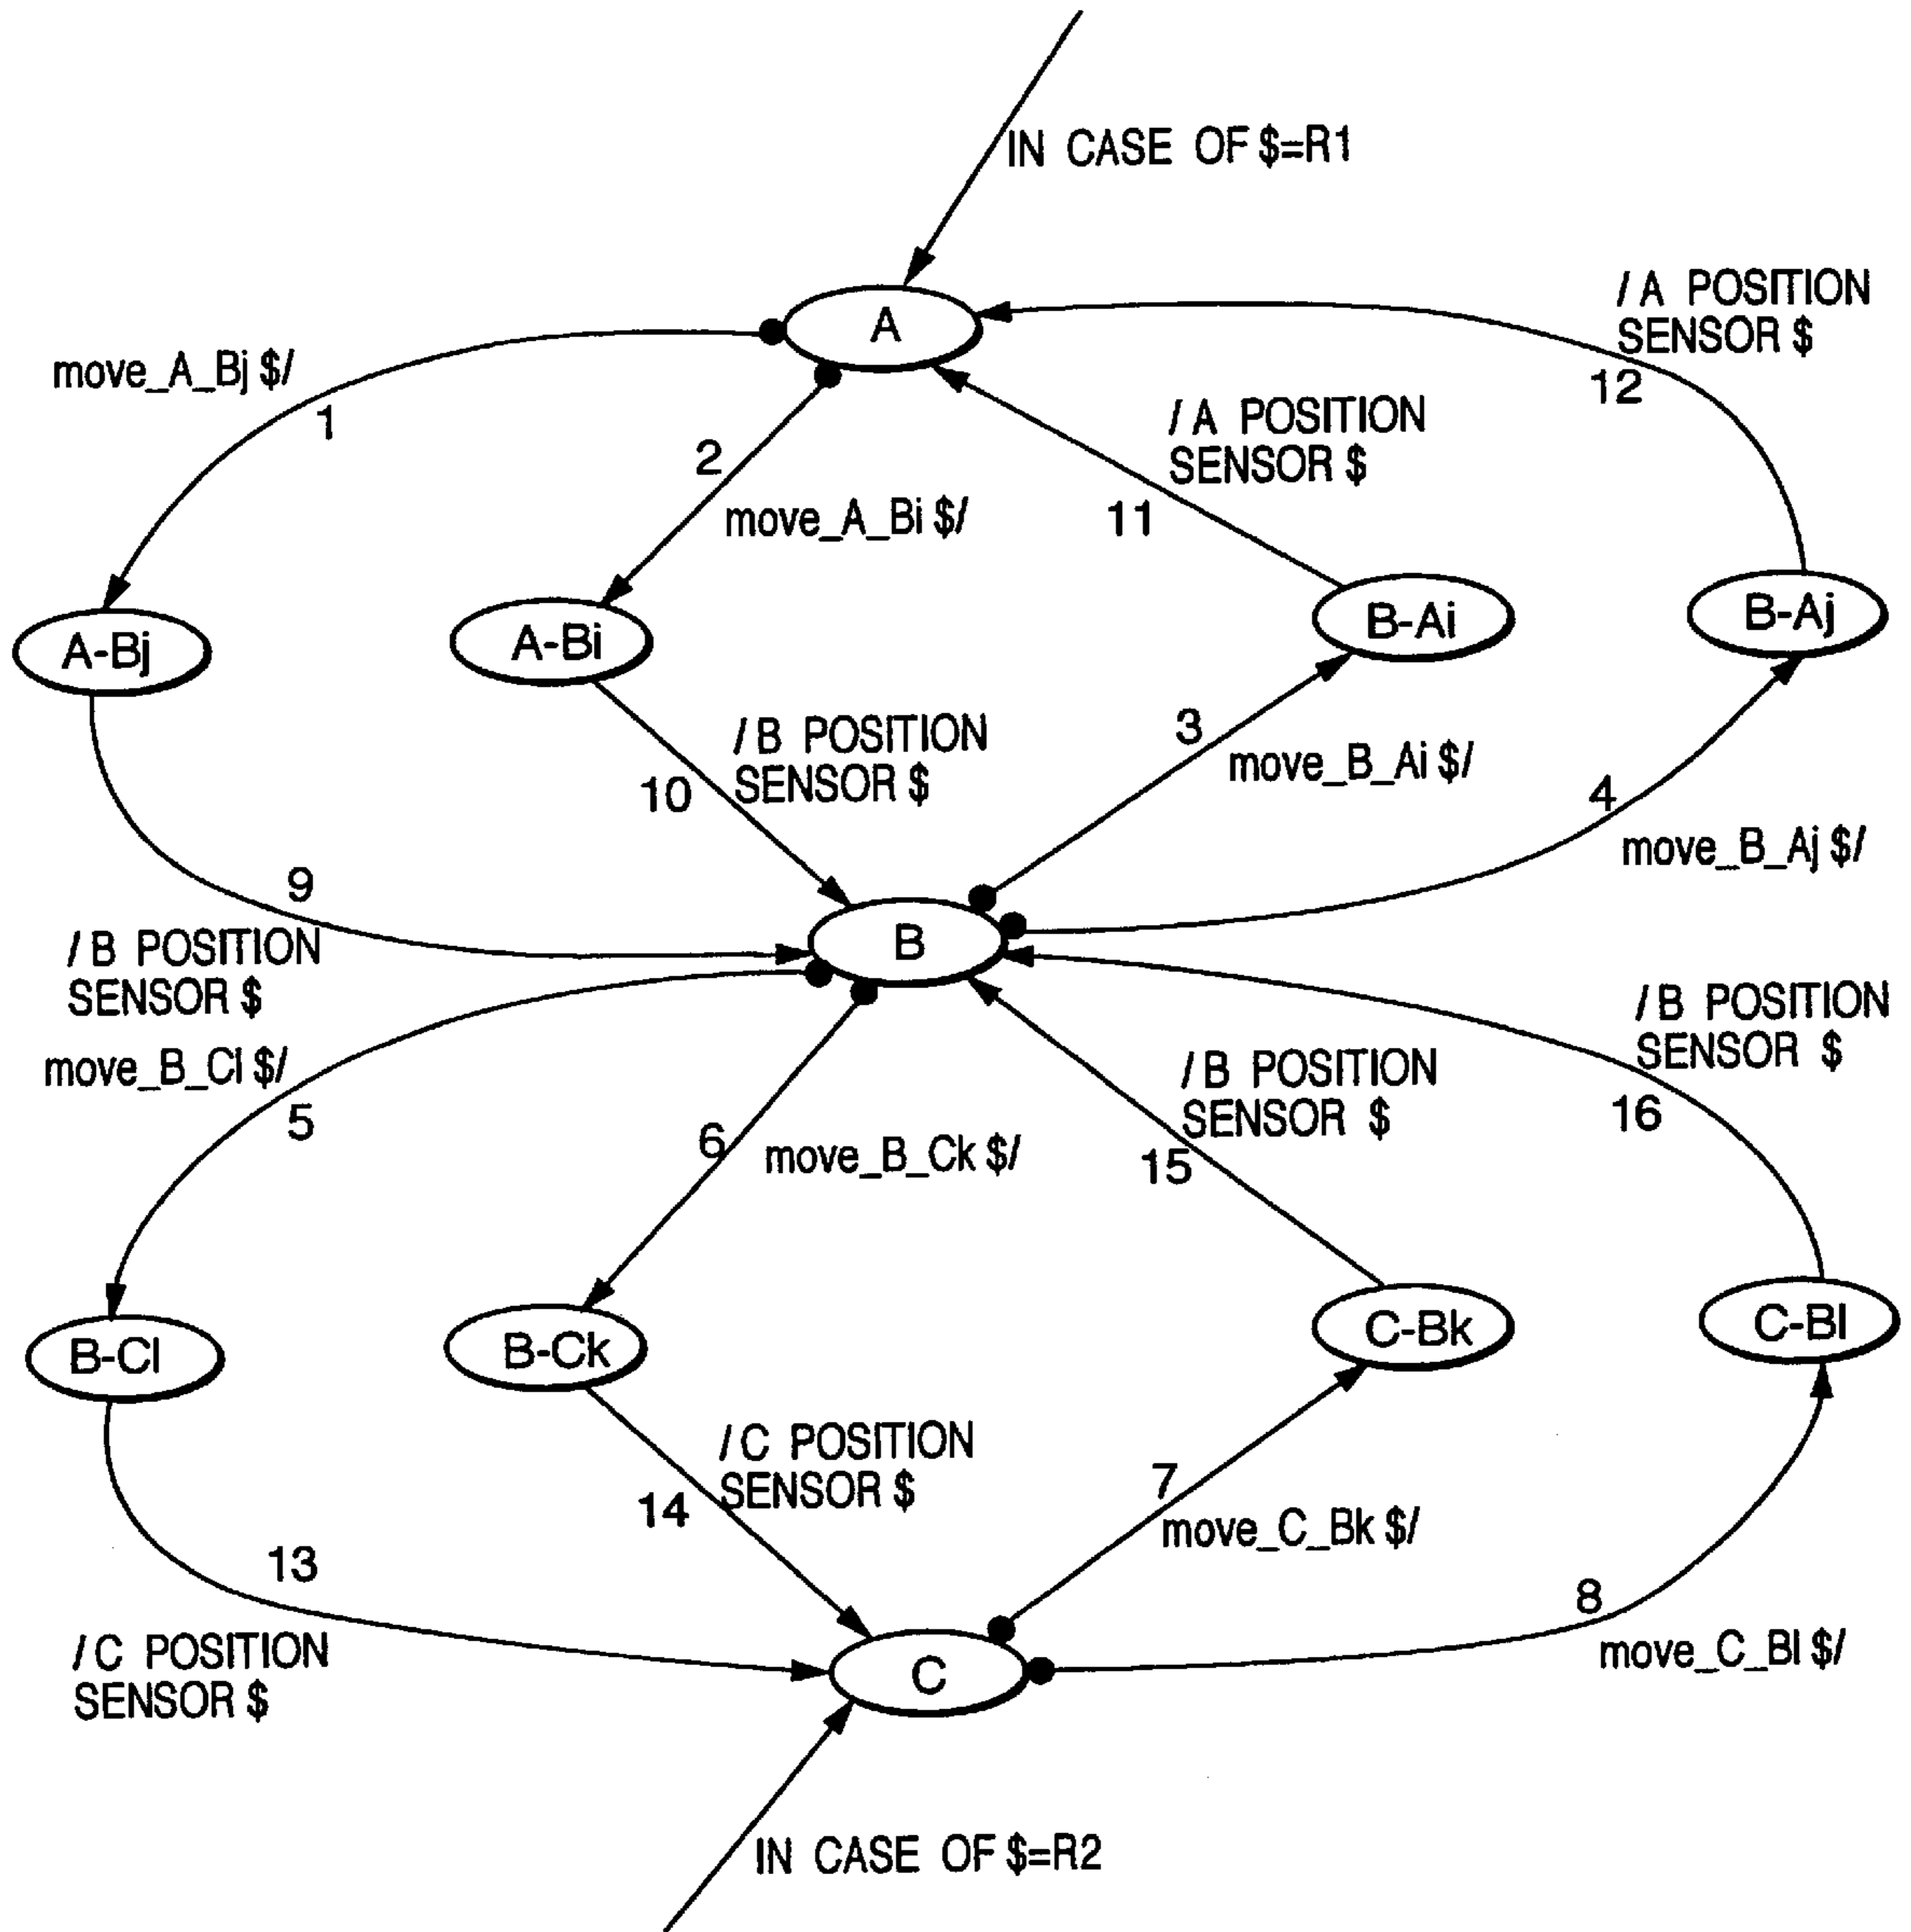 IN CASE OF $=R1
A
/ A POSITION
SENSOR $
12
move_A_Bj $/
1
/ A POSITION
SENSOR $
2
11
move_A_Bi $/
A-Bj
A-Bi
B-Ai
B-Aj
/ B POSITION
SENSOR $
10
3
move_B_Ai $/
4
move_B_Aj $/
9
/ B POSITION
SENSOR $
B
/ B POSITION
SENSOR $
move_B_Cl $/
5
/ B POSITION
SENSOR $
16
6
move_B_Ck $/
15
B-Cl
B-Ck
C-Bk
C-Bl
/ C POSITION
SENSOR $
14
7
move_C_Bk $/
13
8
/ C POSITION
SENSOR $
move_C_Bl $/
C
IN CASE OF $=R2